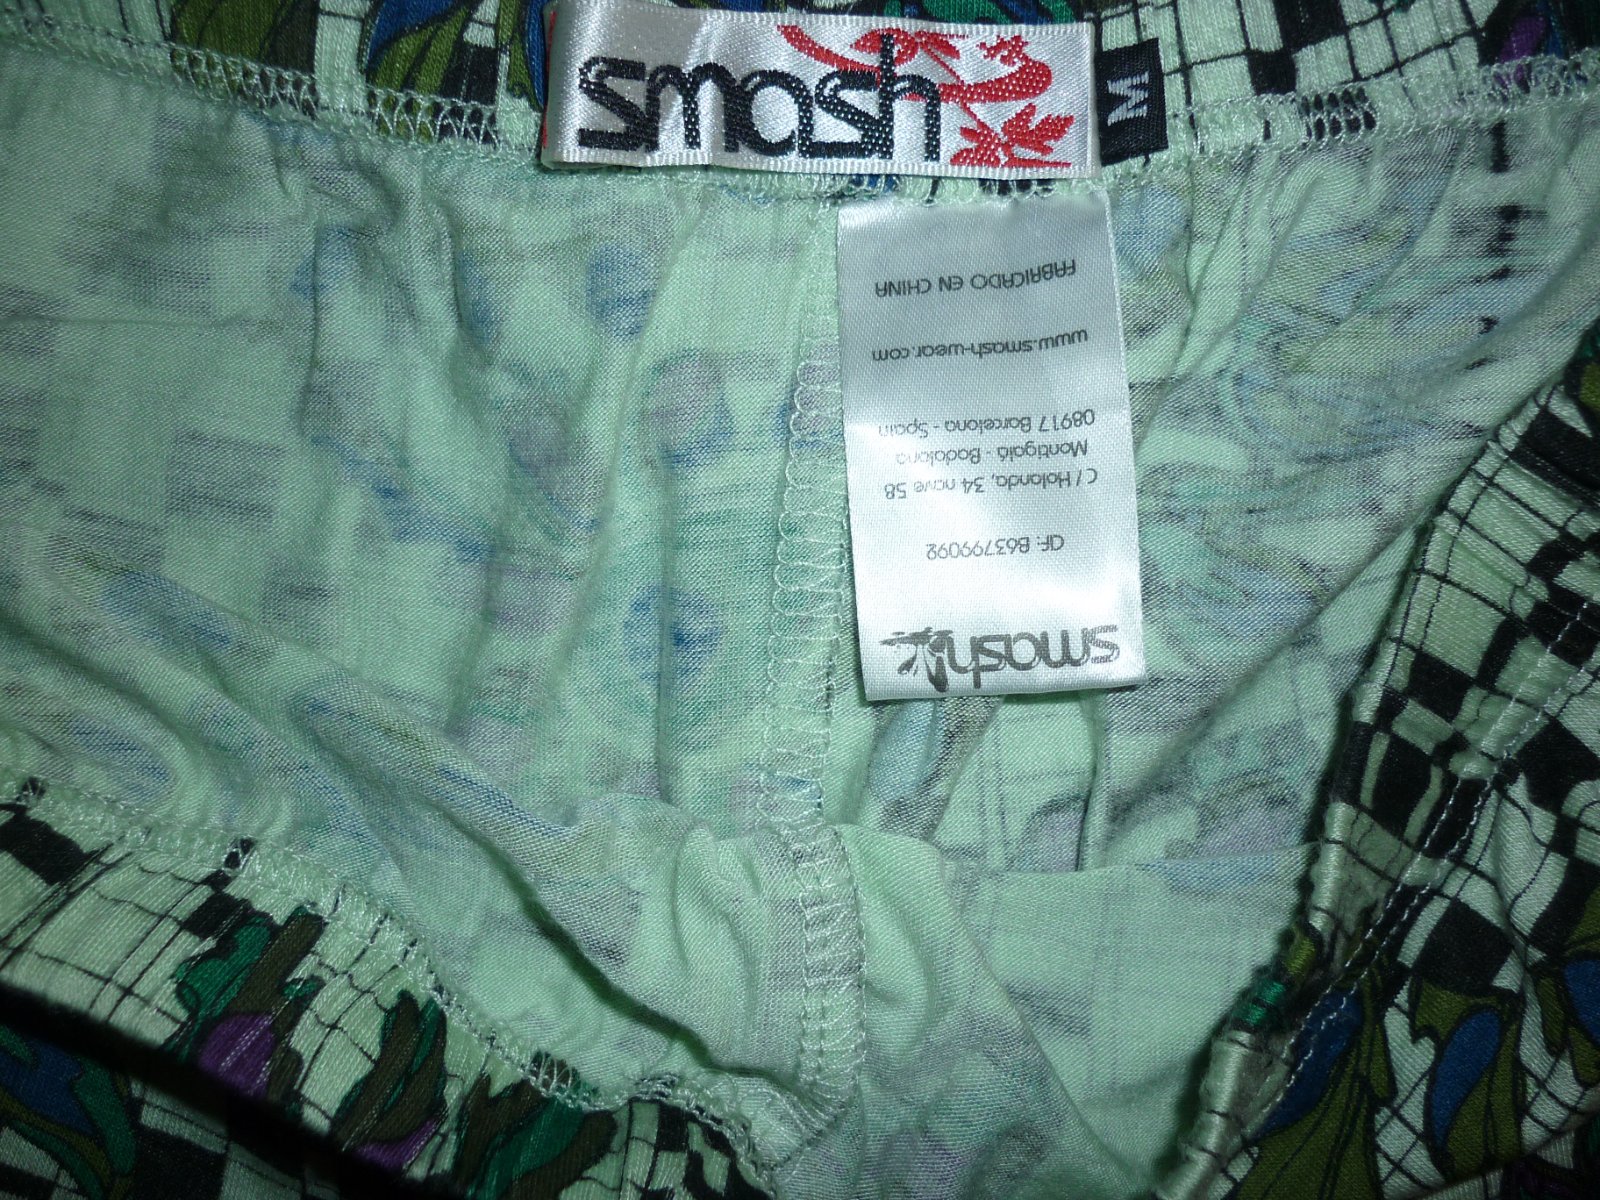 smash
M
smash
CIF: B63799092
C/ Holanda, 34 nave 58
Montigalá - Badalona
08917 Barcelona - Spain
www.smash-wear.com
FABRICADO EN CHINA